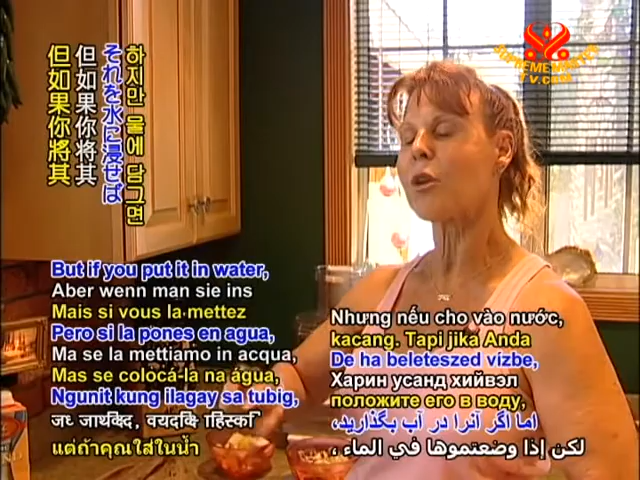 SUPREME MASTER
TV.com
하지만 물에 담그면
それを水に浸せば
但如果你将其
但如果你將其
But if you put it in water,
Aber wenn man sie ins
Mais si vous la mettez
Pero si la pones en agua,
Ma se la mettiamo in acqua,
Mas se colocá-la na água,
Ngunit kung ilagay sa tubig,
แต่ถ้าคุณใส่ในน้ำ
Nhưng nếu cho vào nước,
kacang. Tapi jika Anda
De ha beleteszed vízbe,
Харин усанд хийвэл
положите его в воду,
اما اگر آنرا در آب بگذارید،
لكن إذا وضعتموها في الماء ،